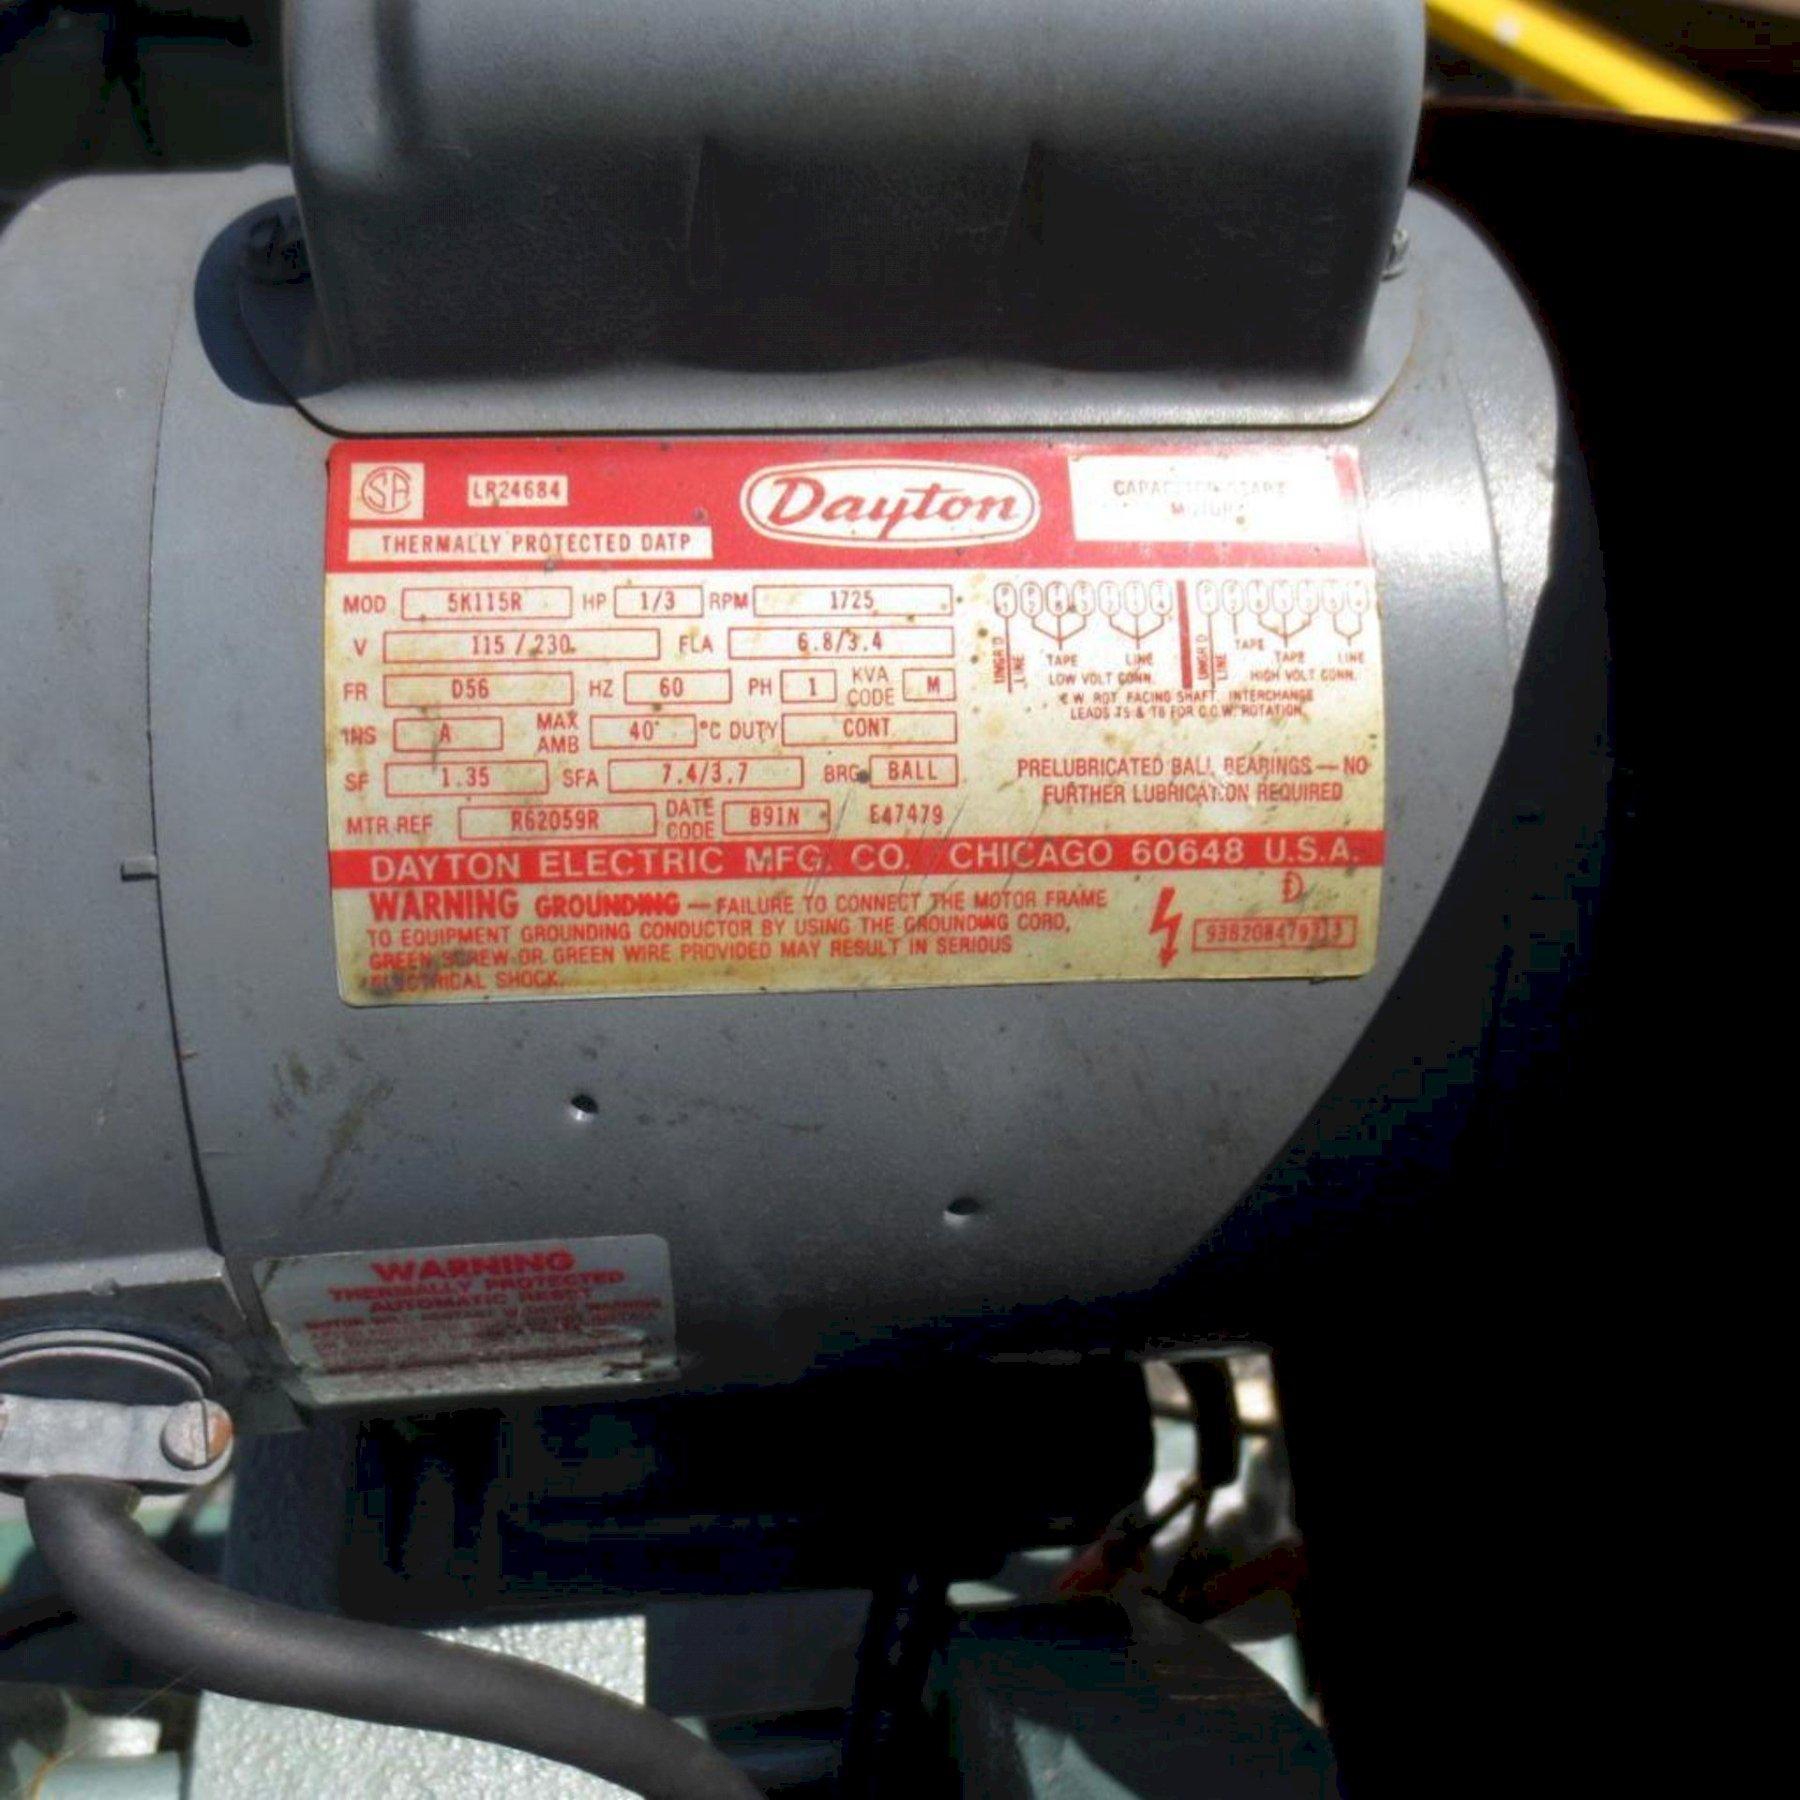 SA LR24684 Dayton
THERMALLY PROTECTED DATP
MOD 5K115R HP 1/3 RPM 1725
V 115/230 FLA 6.8/3.4
FR D56 HZ 60 PH 1 KVA CODE M
INS A MAX AMB 40° °C DUTY CONT
SF 1.35 SFA 7.4/3.7 BRG BALL
MTR REF R62059R DATE CODE B91N E47479
UNGR'D LINE TAPE LINE
LOW VOLT CONN.
UNGR'D LINE TAPE TAPE LINE
HIGH VOLT CONN.
C.W. ROT. FACING SHAFT. INTERCHANGE
LEADS T5 & T8 FOR C.C.W. ROTATION.
PRELUBRICATED BALL BEARINGS — NO
FURTHER LUBRICATION REQUIRED
DAYTON ELECTRIC MFG. CO. CHICAGO 60648 U.S.A.
WARNING GROUNDING — FAILURE TO CONNECT THE MOTOR FRAME
TO EQUIPMENT GROUNDING CONDUCTOR BY USING THE GROUNDING CORD,
GREEN SCREW OR GREEN WIRE PROVIDED MAY RESULT IN SERIOUS
ELECTRICAL SHOCK.
WARNING
THERMALLY PROTECTED
AUTOMATIC RESET